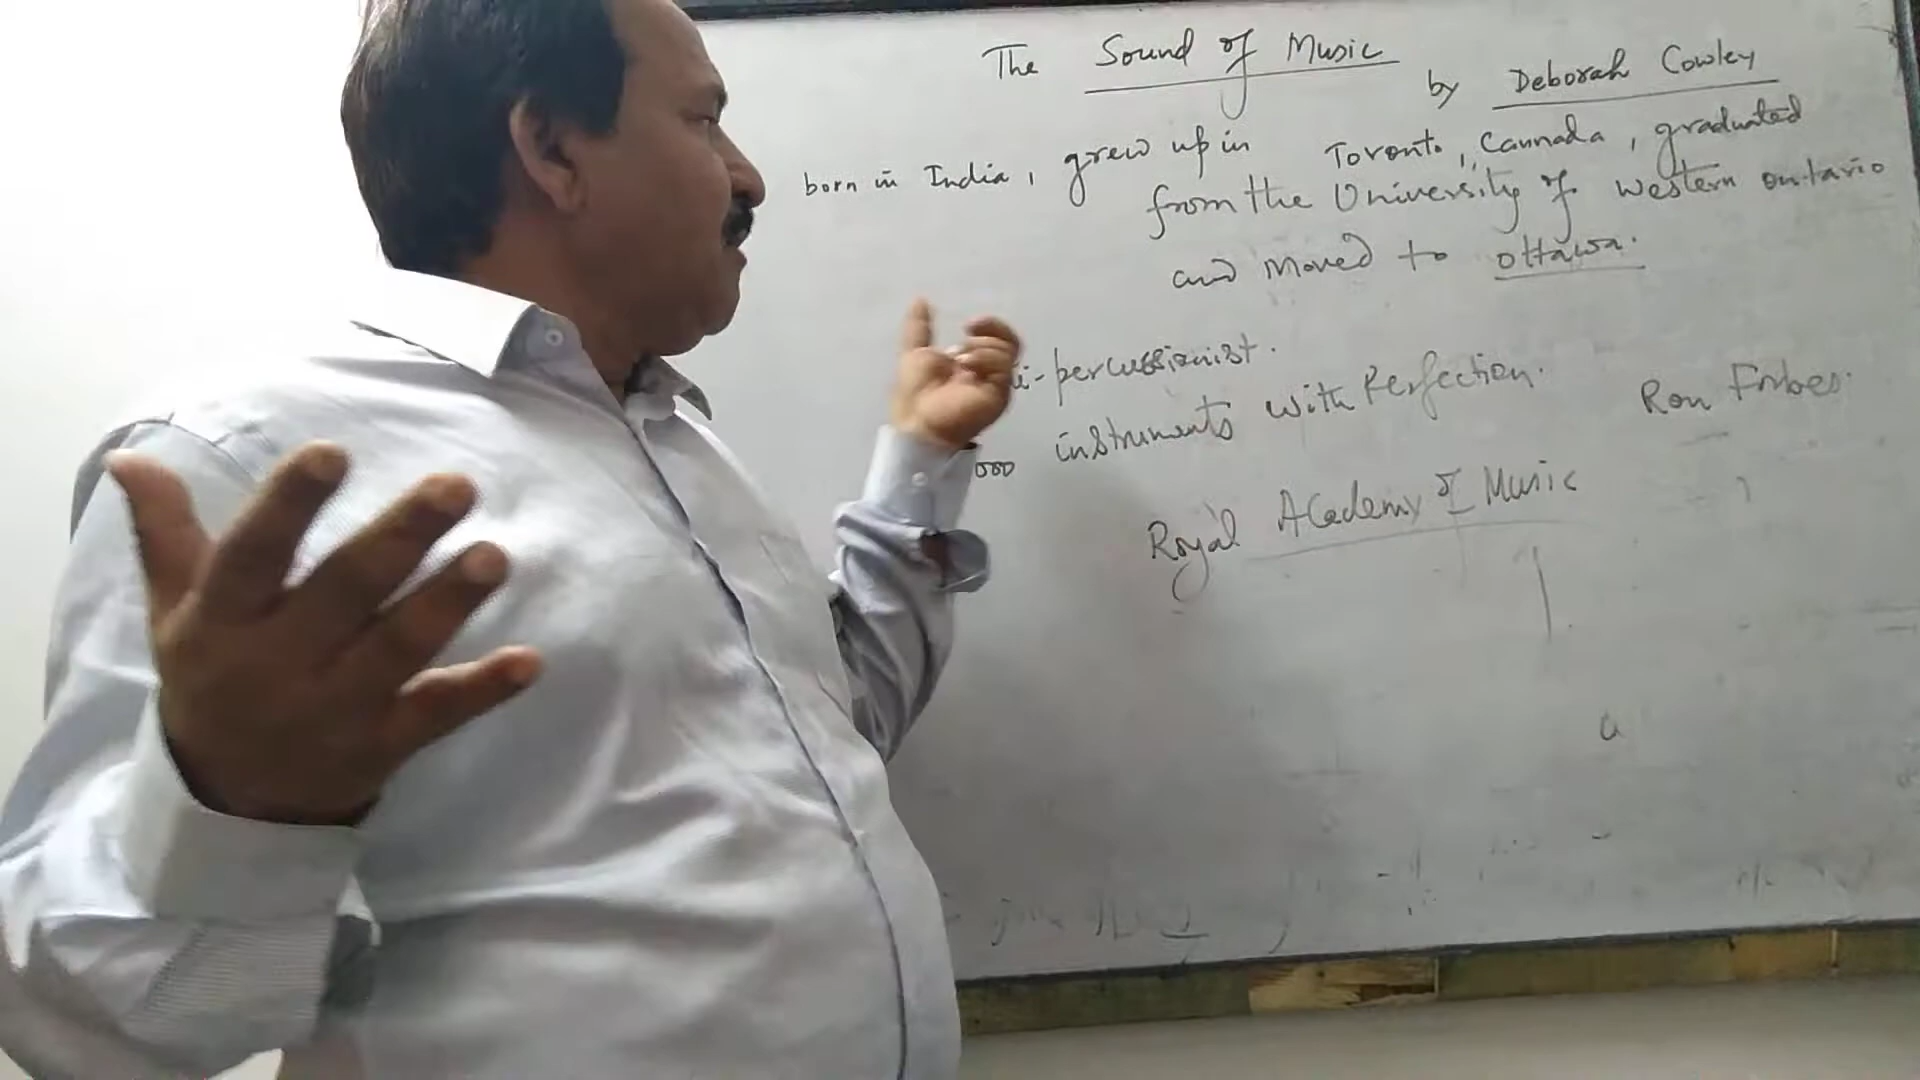 The Sound of Music
by Deborah Cowley
born in India, grew up in Toronto, Cannada, graduated
from the University of western ontario
and moved to ottawa.
i-percussionist.
000 instruments with Perfection.
Ron Forbes.
Royal Academy of Music